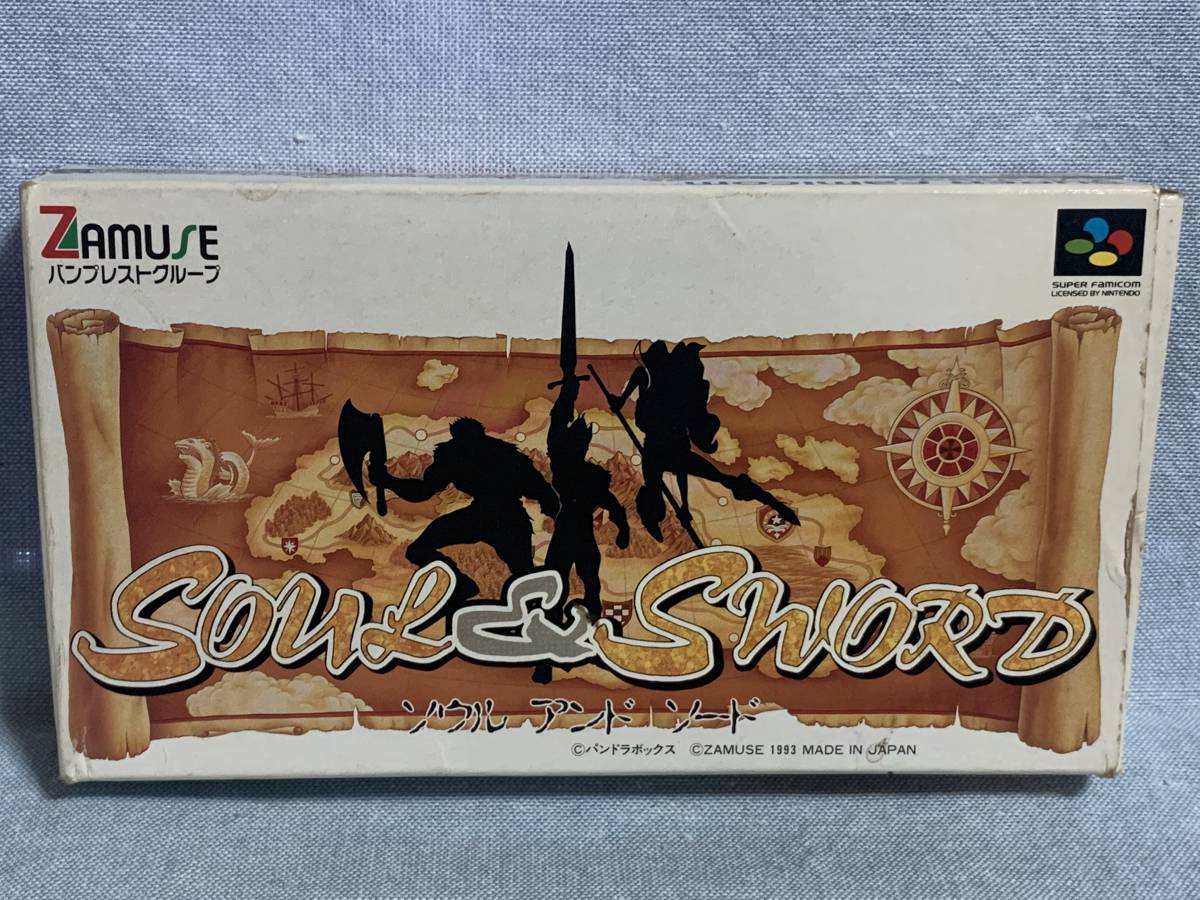 ZAMUSE
バンプレストグループ
SUPER FAMICOM
LICENSED BY NINTENDO
SOUL & SWORD
ソウル アンド ソード
©パンドラボックス ©ZAMUSE 1993 MADE IN JAPAN